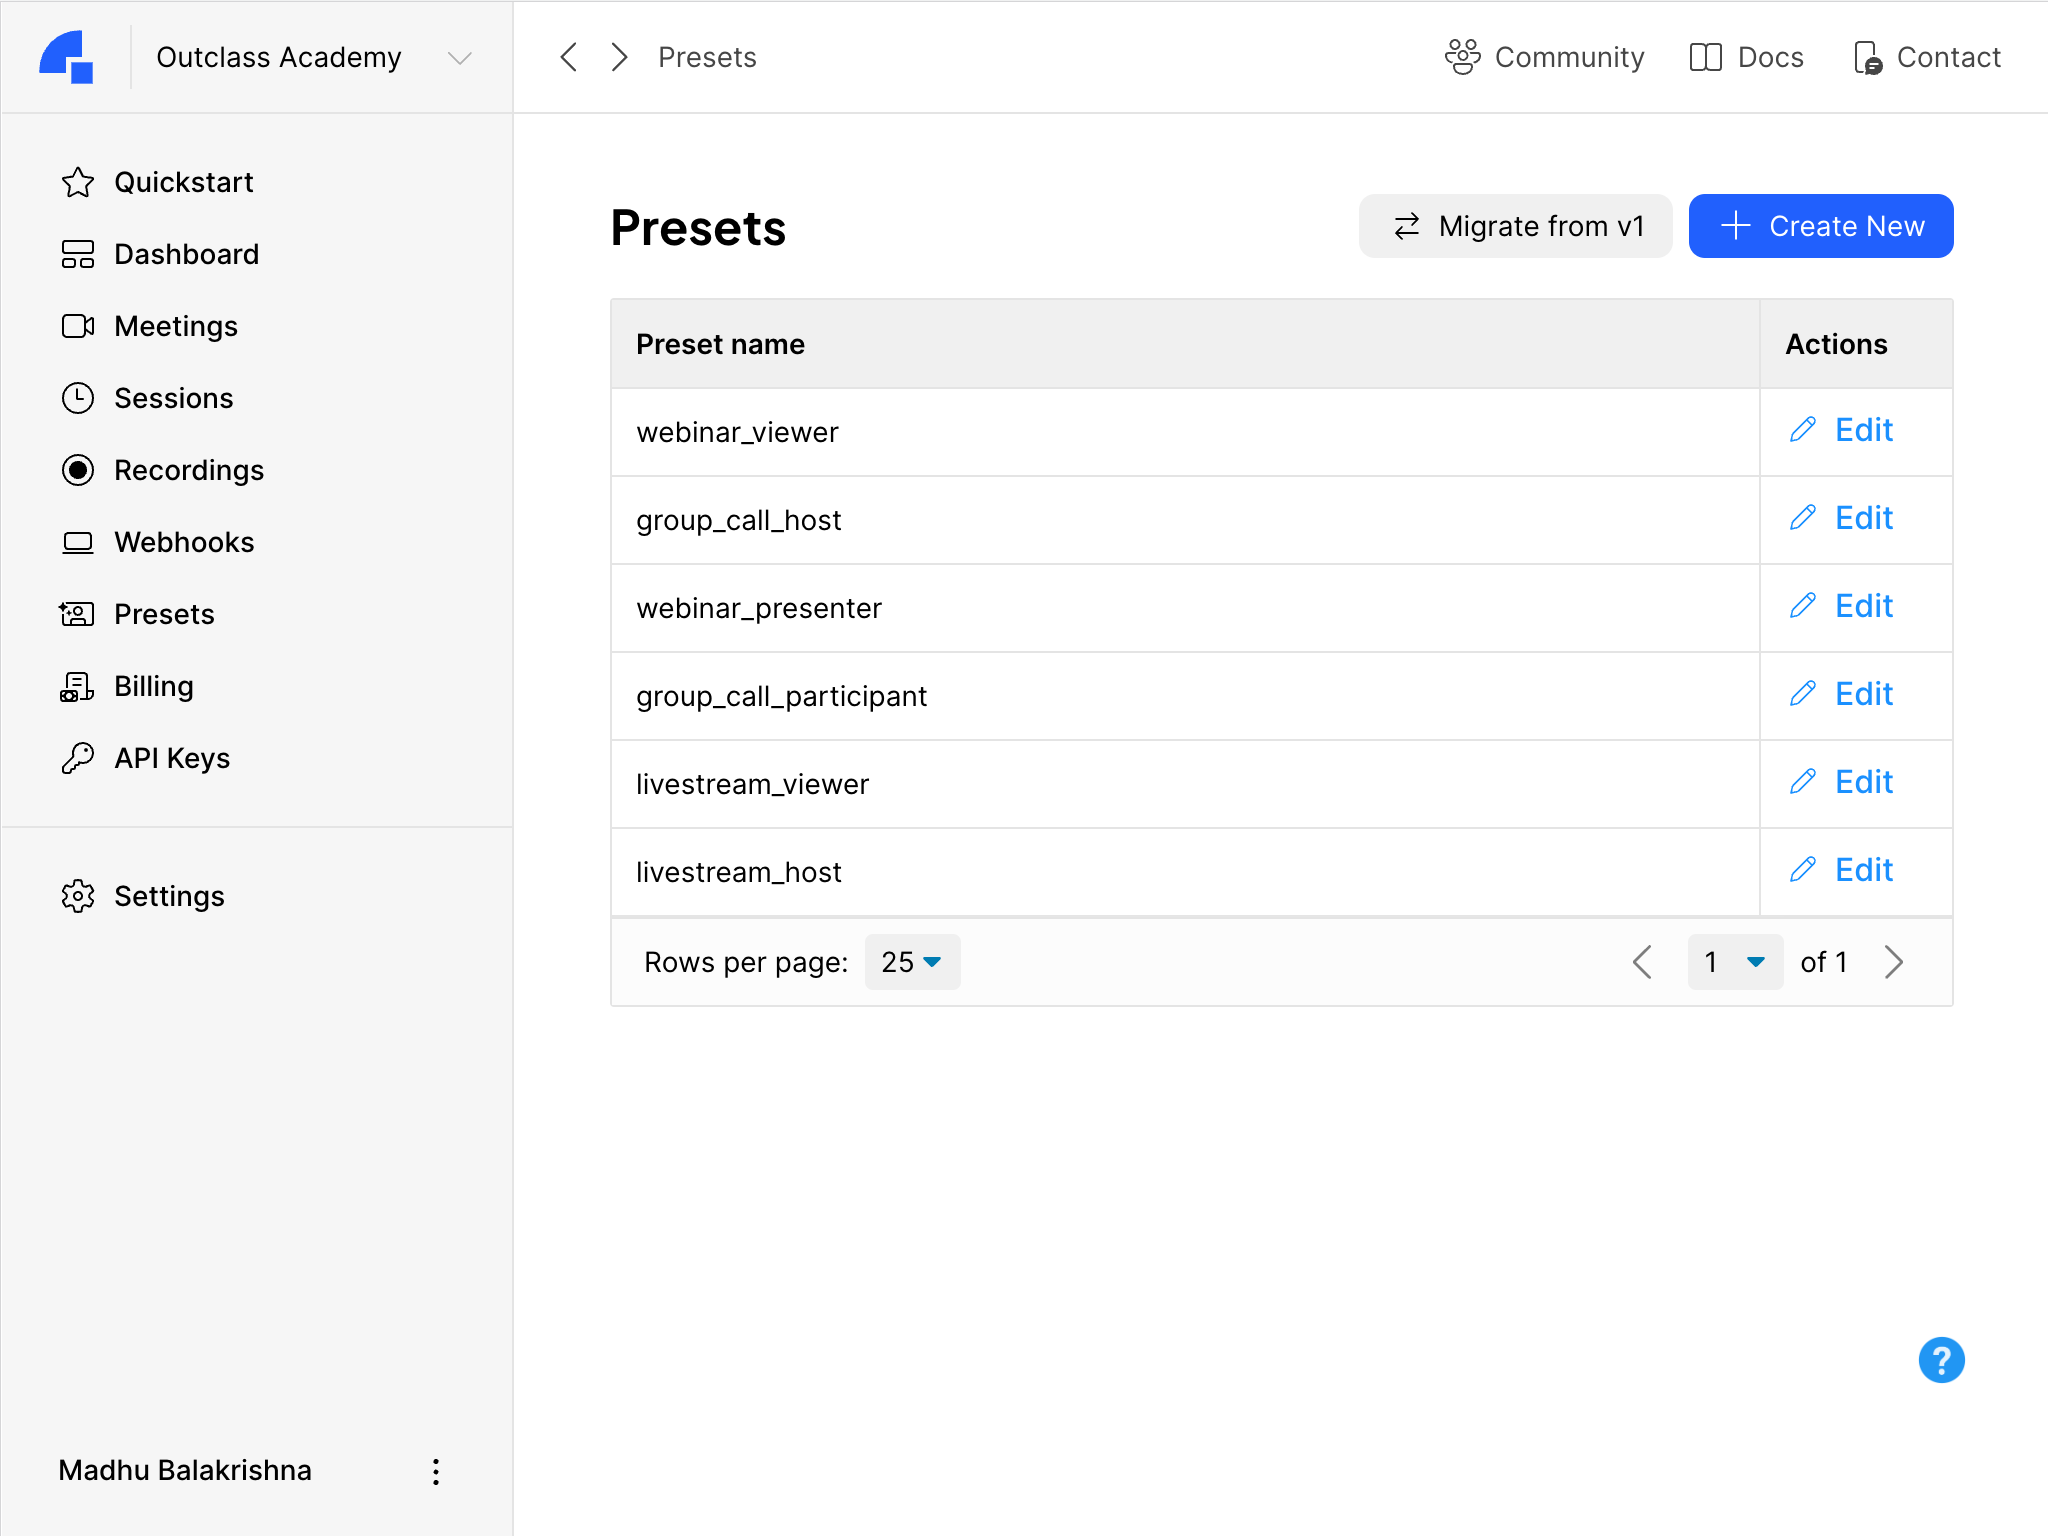 Outclass Academy
Presets
Community
Docs
Contact
Quickstart
Dashboard
Meetings
Sessions
Recordings
Webhooks
Presets
Billing
API Keys
Settings
Madhu Balakrishna
Presets
Migrate from v1
Create New
Preset name
Actions
webinar_viewer
Edit
group_call_host
Edit
webinar_presenter
Edit
group_call_participant
Edit
livestream_viewer
Edit
livestream_host
Edit
Rows per page: 25
1 of 1
?